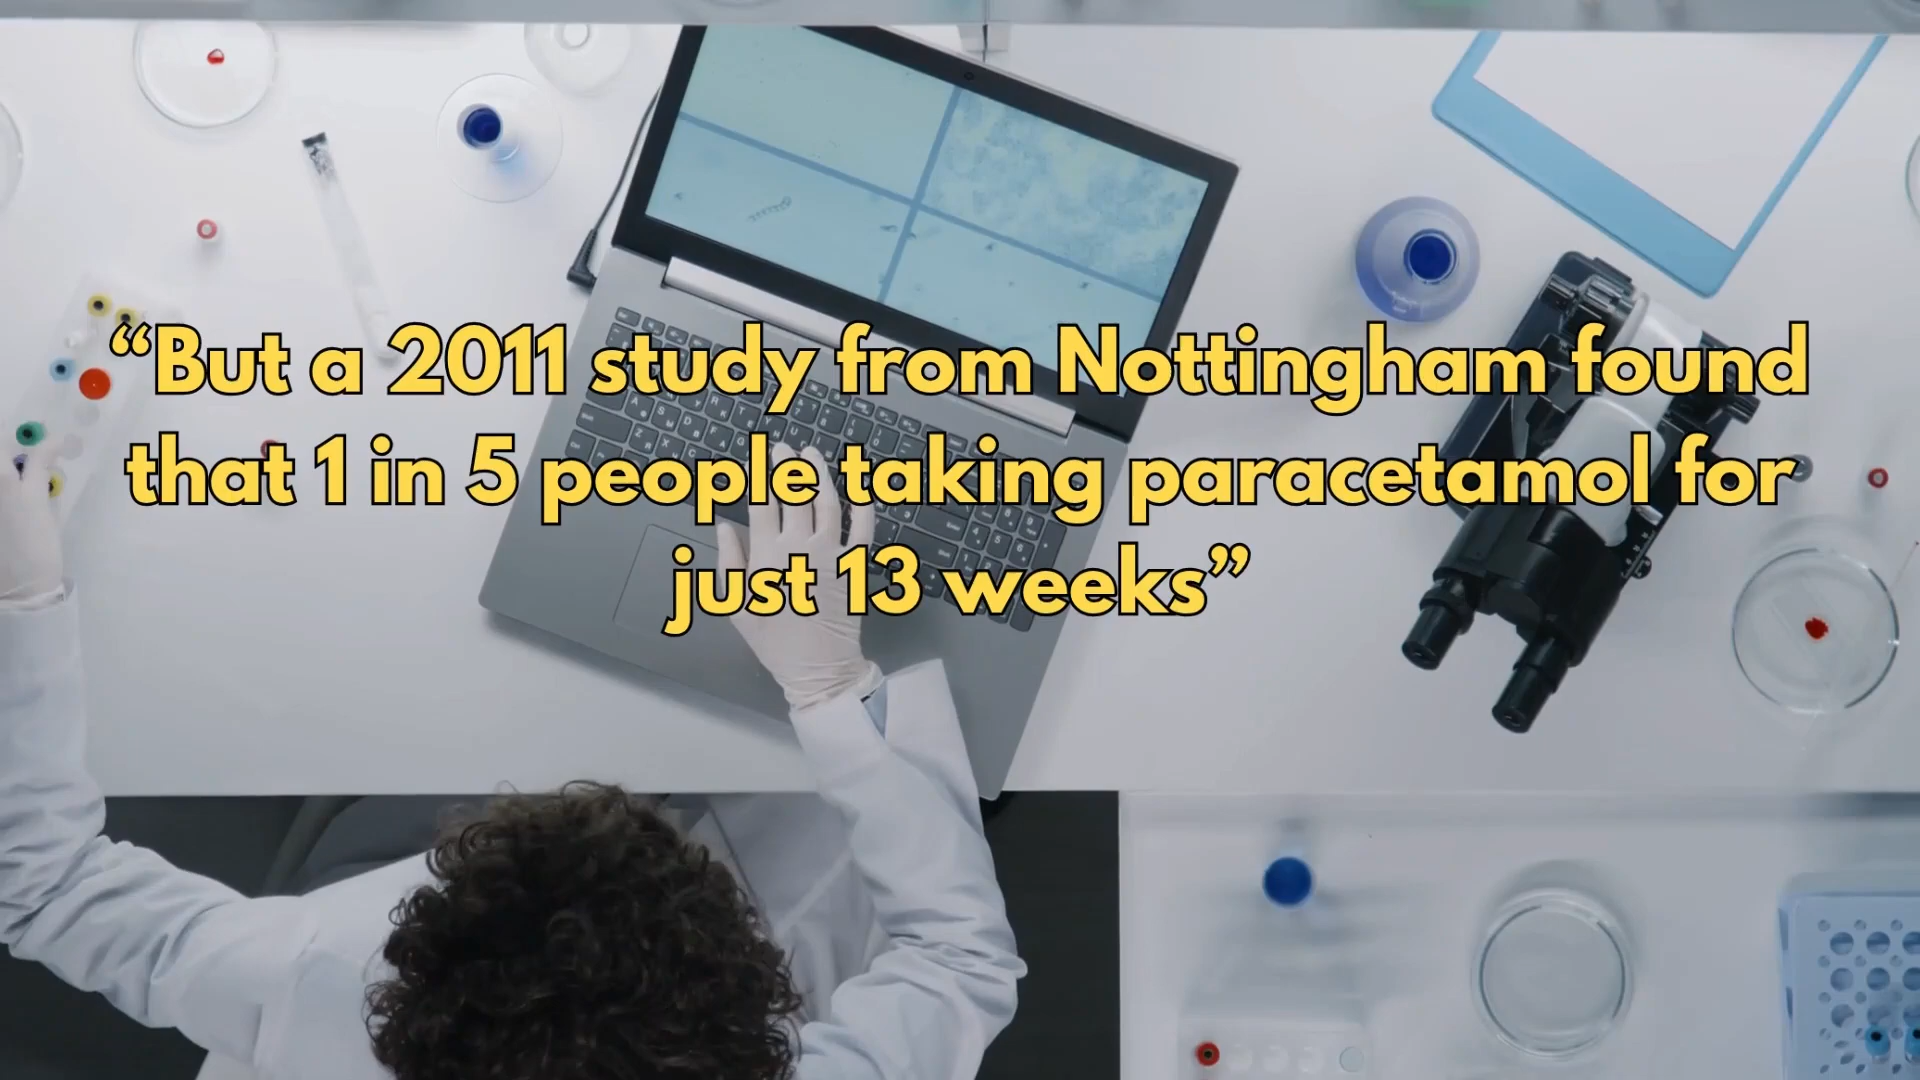 “But a 2011 study from Nottingham found
that 1 in 5 people taking paracetamol for
just 13 weeks”